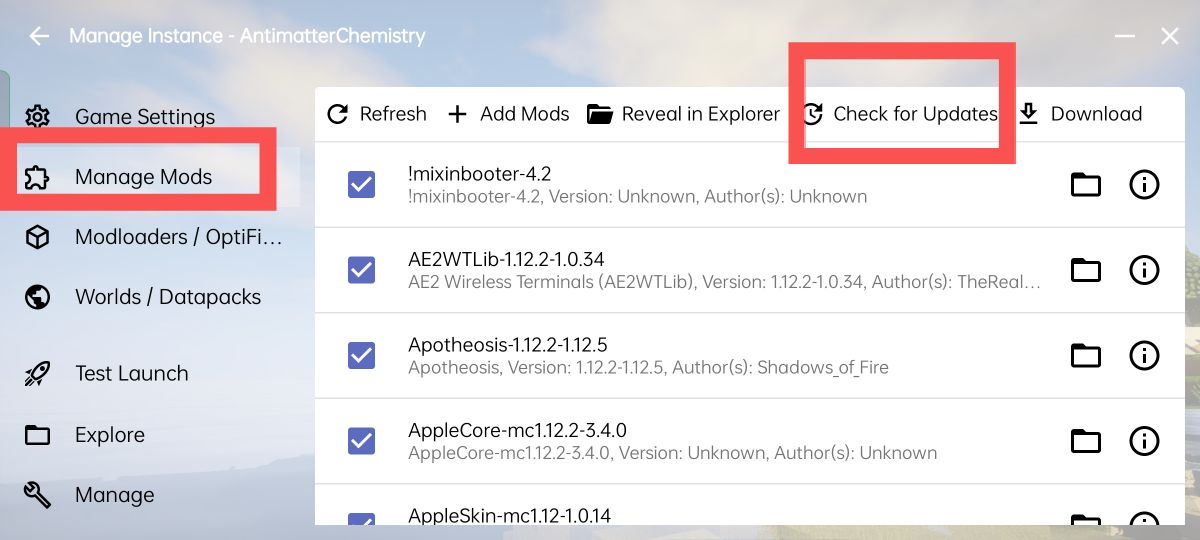 Manage Instance - AntimatterChemistry
Game Settings
Manage Mods
Modloaders / OptiFi...
Worlds / Datapacks
Test Launch
Explore
Manage
Refresh
Add Mods
Reveal in Explorer
Check for Updates
Download
!mixinbooter-4.2
!mixinbooter-4.2, Version: Unknown, Author(s): Unknown
AE2WTLib-1.12.2-1.0.34
AE2 Wireless Terminals (AE2WTLib), Version: 1.12.2-1.0.34, Author(s): TheReal...
Apotheosis-1.12.2-1.12.5
Apotheosis, Version: 1.12.2-1.12.5, Author(s): Shadows_of_Fire
AppleCore-mc1.12.2-3.4.0
AppleCore-mc1.12.2-3.4.0, Version: Unknown, Author(s): Unknown
AppleSkin-mc1.12-1.0.14